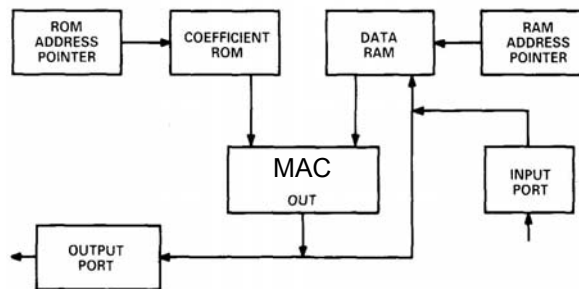 ROM
ADDRESS
POINTER
COEFFICIENT
ROM
DATA
RAM
RAM
ADDRESS
POINTER
MAC
OUT
INPUT
PORT
OUTPUT
PORT